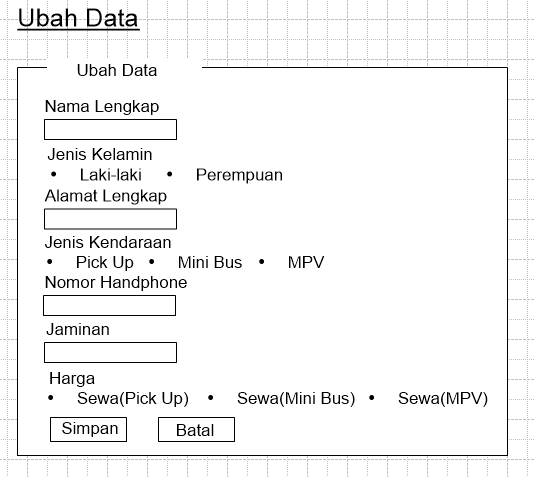 Ubah Data
Ubah Data
Nama Lengkap
Jenis Kelamin
• Laki-laki • Perempuan
Alamat Lengkap
Jenis Kendaraan
• Pick Up • Mini Bus • MPV
Nomor Handphone
Jaminan
Harga
• Sewa(Pick Up) • Sewa(Mini Bus) • Sewa(MPV)
Simpan Batal